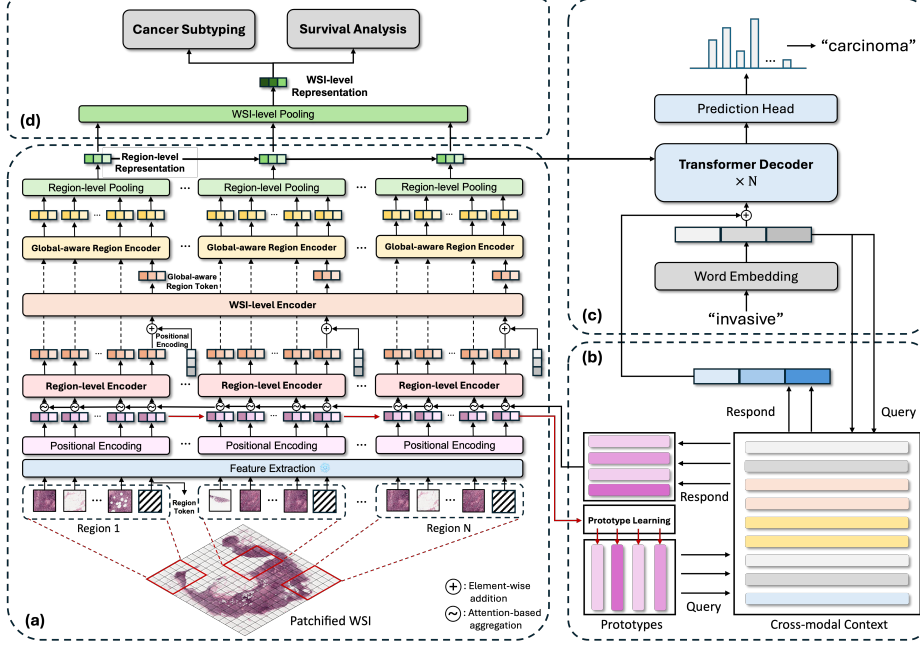 Cancer Subtyping
Survival Analysis
WSI-level
Representation
WSI-level Pooling
(d)
Region-level
Representation
Region-level Pooling
...
Region-level Pooling
...
Region-level Pooling
... ... ...
Global-aware Region Encoder
...
Global-aware Region Encoder
...
Global-aware Region Encoder
Global-aware
Region Token
WSI-level Encoder
Positional
Encoding
... ... ...
Region-level Encoder
...
Region-level Encoder
...
Region-level Encoder
... ... ...
Positional Encoding
...
Positional Encoding
...
Positional Encoding
Feature Extraction
... ... ...
Region
Token
Region 1
Region N
Patchified WSI
+ : Element-wise
addition
~ : Attention-based
aggregation
(a)
“carcinoma”
...
Prediction Head
Transformer Decoder
× N
+
Word Embedding
“invasive”
(c)
(b)
Respond
Query
Respond
Prototype Learning
Query
Prototypes
Cross-modal Context